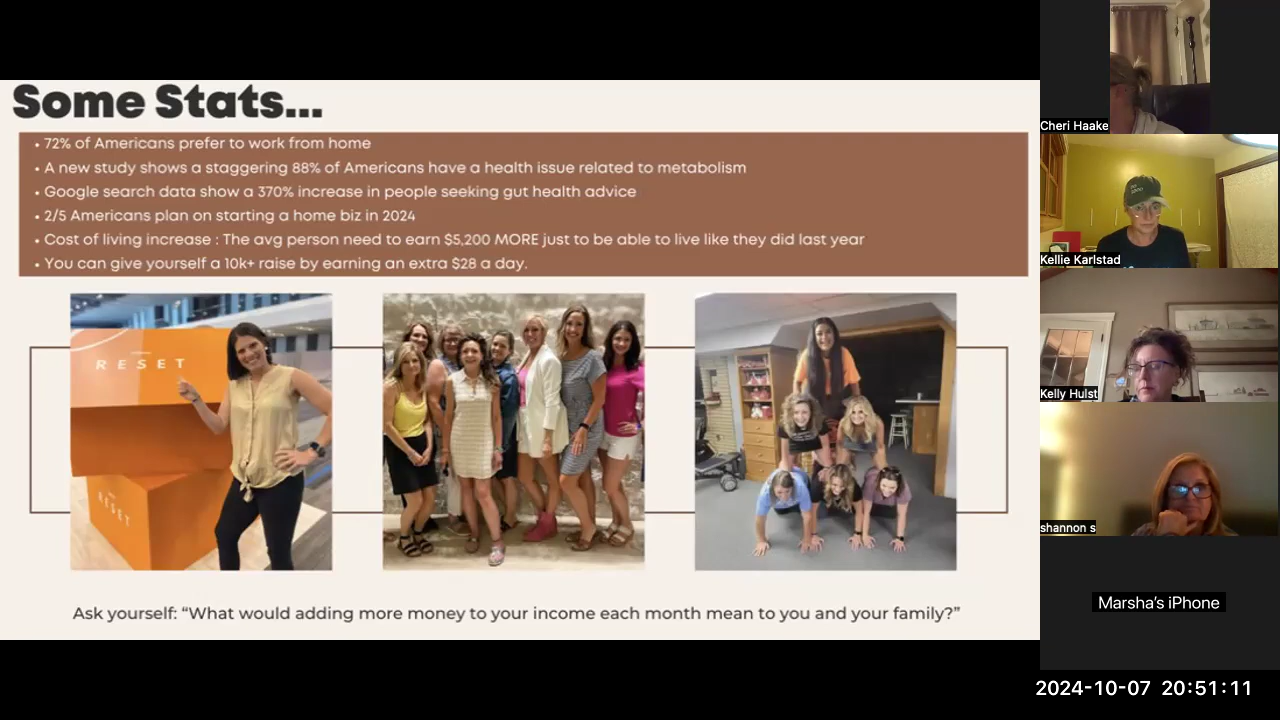 Some Stats...
• 72% of Americans prefer to work from home
• A new study shows a staggering 88% of Americans have a health issue related to metabolism
• Google search data show a 370% increase in people seeking gut health advice
• 2/5 Americans plan on starting a home biz in 2024
• Cost of living increase : The avg person need to earn $5,200 MORE just to be able to live like they did last year
• You can give yourself a 10k+ raise by earning an extra $28 a day.
RESET
RESET
Ask yourself: “What would adding more money to your income each month mean to you and your family?”
Cheri Haake
Kellie Karlstad
Kelly Hulst
shannon s
Marsha’s iPhone
2024-10-07 20:51:11